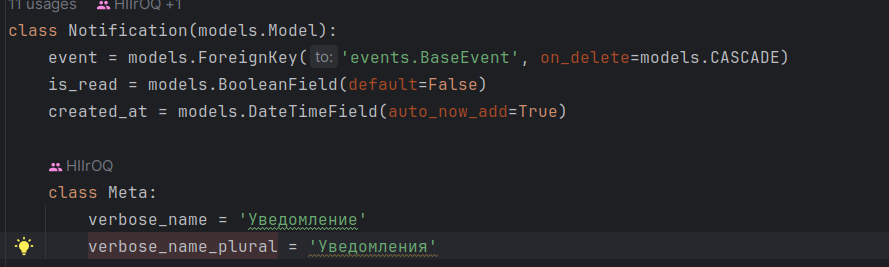 11 usages HIIrOQ +1
class Notification(models.Model):
event = models.ForeignKey( to: 'events.BaseEvent', on_delete=models.CASCADE)
is_read = models.BooleanField(default=False)
created_at = models.DateTimeField(auto_now_add=True)
HIIrOQ
class Meta:
verbose_name = 'Уведомление'
verbose_name_plural = 'Уведомления'